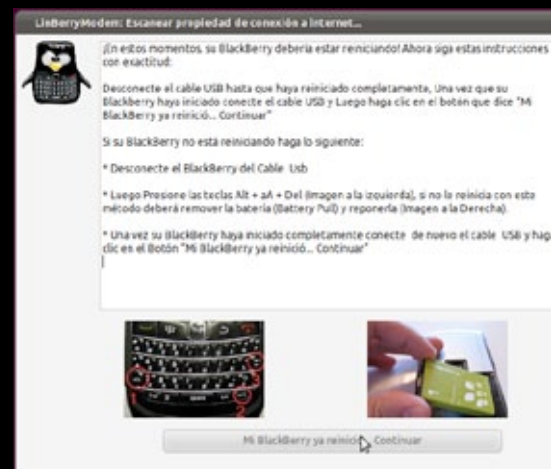 LinBerryModem: Escanear propiedad de conexión a Internet...
¡En estos momentos, su BlackBerry debería estar reiniciando! Ahora siga estas instrucciones
con exactitud:
Desconecte el cable USB hasta que haya reiniciado completamente, Una vez que su
Blackberry haya iniciado conecte el cable USB y Luego haga clic en el botón que dice "Mi
BlackBerry ya reinició... Continuar"
Si su BlackBerry no está reiniciando haga lo siguiente:
* Desconecte el BlackBerry del Cable Usb
* Luego Presione las teclas Alt + aA + Del (Imagen a la izquierda), si no le reinicia con este
método deberá remover la batería (Battery Pull) y reponerla (Imagen a la Derecha).
* Una vez su BlackBerry haya iniciado completamente conecte de nuevo el cable USB y haga
clic en el Botón "Mi BlackBerry ya reinició... Continuar"
1
2
3
Mi BlackBerry ya reinició... Continuar